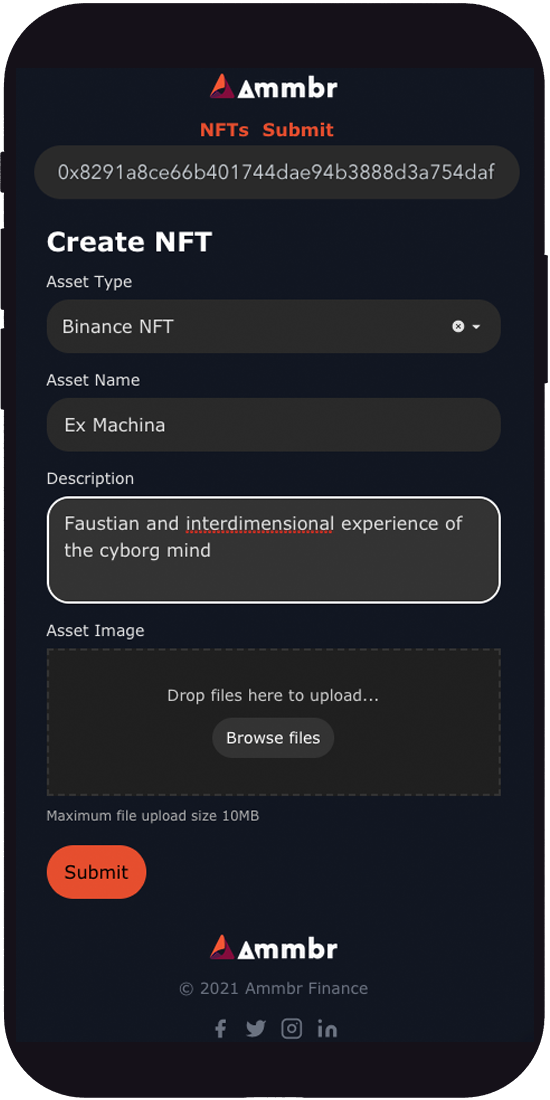 Ammbr
NFTs Submit
0x8291a8ce66b401744dae94b3888d3a754daf
Create NFT
Asset Type
Binance NFT
Asset Name
Ex Machina
Description
Faustian and interdimensional experience of
the cyborg mind
Asset Image
Drop files here to upload...
Browse files
Maximum file upload size 10MB
Submit
Ammbr
© 2021 Ammbr Finance